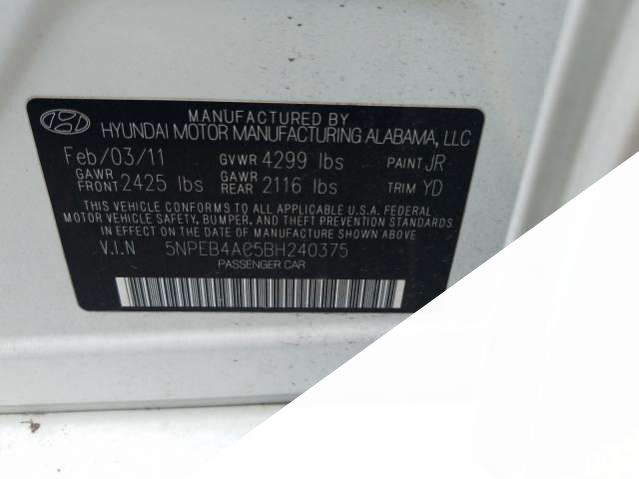 MANUFACTURED BY
HYUNDAI MOTOR MANUFACTURING ALABAMA, LLC
Feb/03/11 GVWR 4299 lbs PAINT JR
GAWR FRONT 2425 lbs GAWR REAR 2116 lbs TRIM YD
THIS VEHICLE CONFORMS TO ALL APPLICABLE U.S.A. FEDERAL
MOTOR VEHICLE SAFETY, BUMPER, AND THEFT PREVENTION
STANDARDS IN EFFECT ON THE DATE OF MANUFACTURE SHOWN ABOVE.
V.I.N 5NPEB4AC5BH240375
PASSENGER CAR